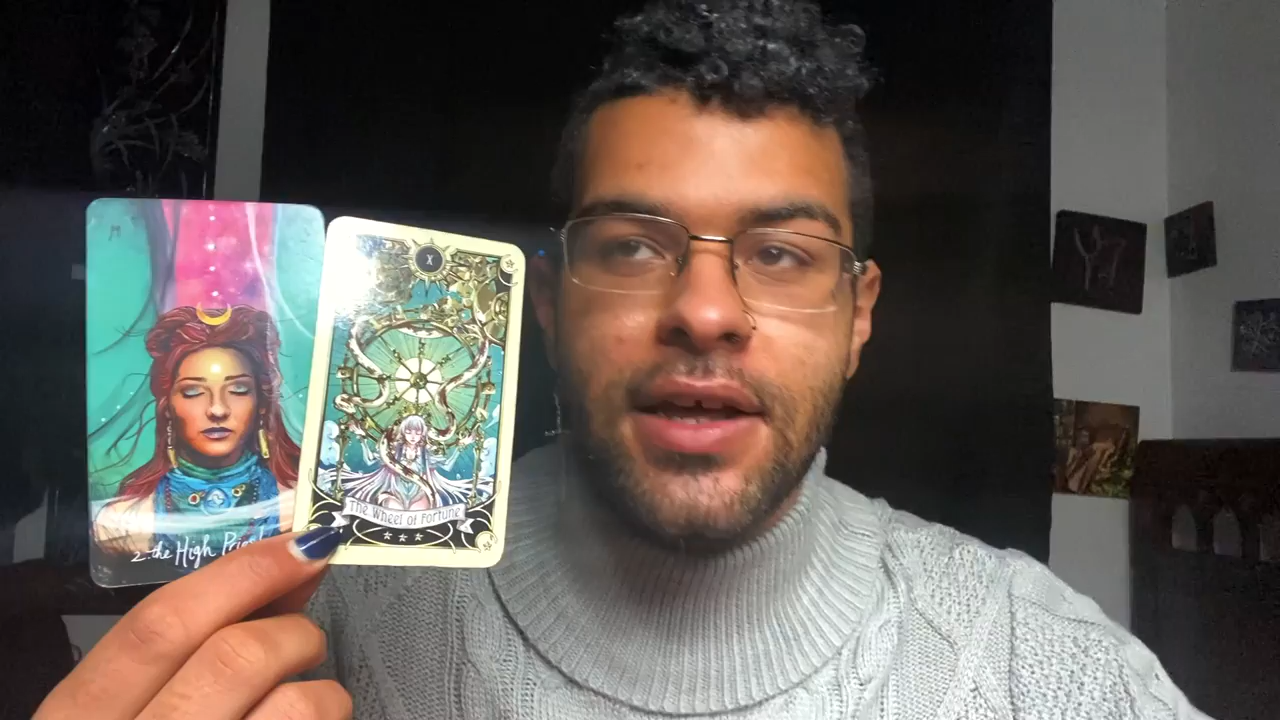 2. the High Priest
X
The Wheel of Fortune